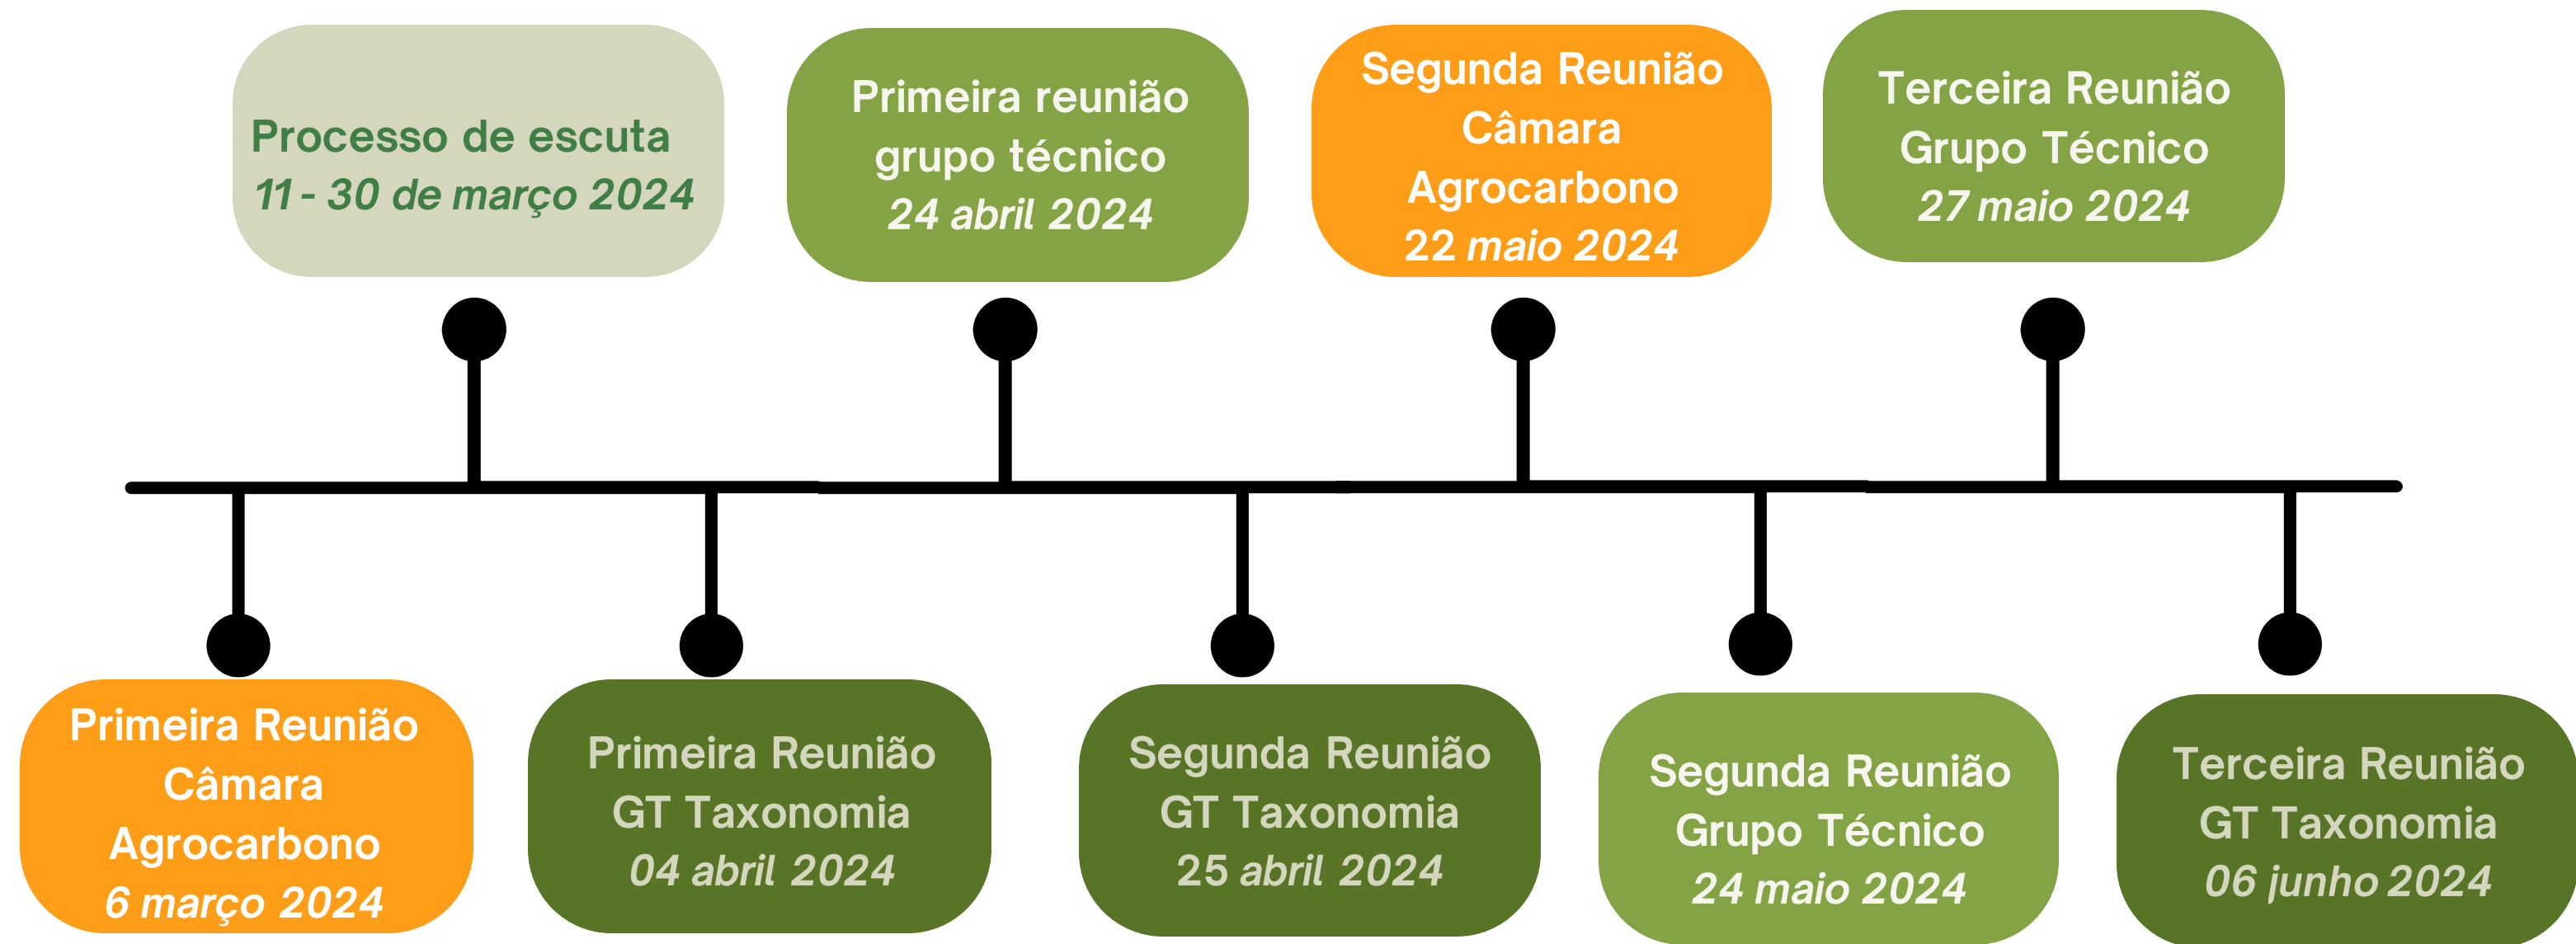 Processo de escuta
11 - 30 de março 2024
Primeira reunião
grupo técnico
24 abril 2024
Segunda Reunião
Câmara
Agrocarbono
22 maio 2024
Terceira Reunião
Grupo Técnico
27 maio 2024
Primeira Reunião
Câmara
Agrocarbono
6 março 2024
Primeira Reunião
GT Taxonomia
04 abril 2024
Segunda Reunião
GT Taxonomia
25 abril 2024
Segunda Reunião
Grupo Técnico
24 maio 2024
Terceira Reunião
GT Taxonomia
06 junho 2024